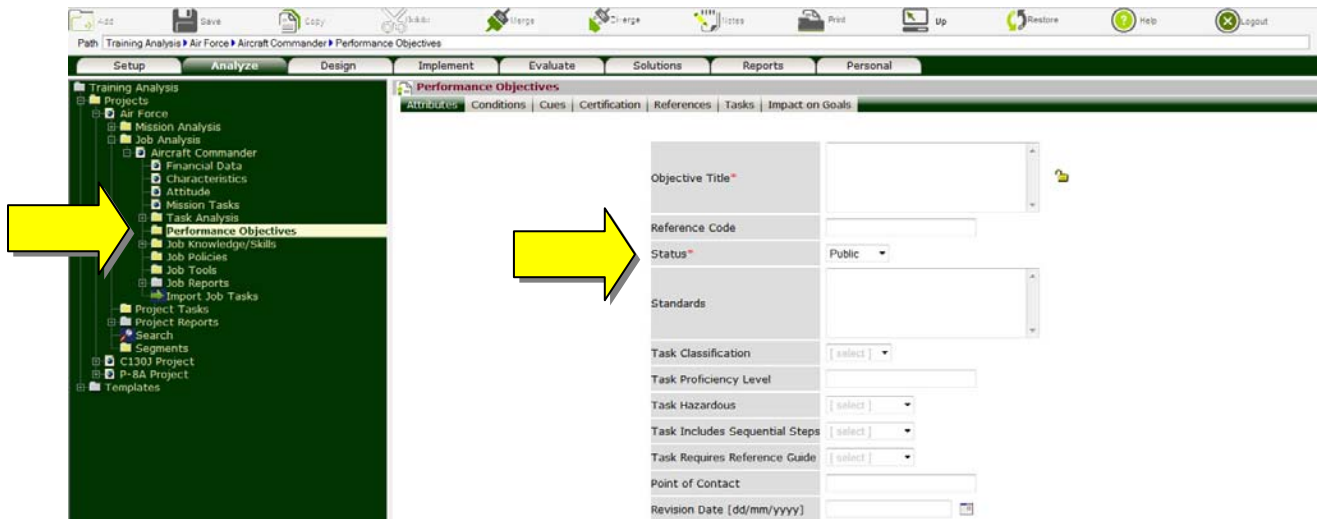 Add Save Copy Delete Merge Di-erge Notes Print Up Restore Help Logout
Path Training Analysis Air Force Aircraft Commander Performance Objectives
Setup Analyze Design Implement Evaluate Solutions Reports Personal
Training Analysis
Projects
Air Force
Mission Analysis
Job Analysis
Aircraft Commander
Financial Data
Characteristics
Attitude
Mission Tasks
Task Analysis
Performance Objectives
Job Knowledge/Skills
Job Policies
Job Tools
Job Reports
Import Job Tasks
Project Tasks
Project Reports
Search
Segments
C130J Project
P-8A Project
Templates
Performance Objectives
Attributes Conditions Cues Certification References Tasks Impact on Goals
Objective Title*
Reference Code
Status* Public
Standards
Task Classification [ select ]
Task Proficiency Level
Task Hazardous [ select ]
Task Includes Sequential Steps [ select ]
Task Requires Reference Guide [ select ]
Point of Contact
Revision Date [dd/mm/yyyy]